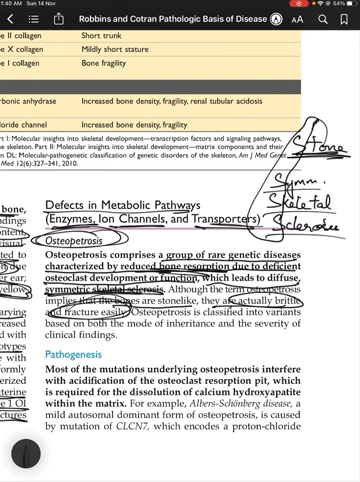 1:40 AM Sun 14 Nov
54%
Robbins and Cotran Pathologic Basis of Disease
AA
e II collagen Short trunk
e X collagen Mildly short stature
e I collagen Bone fragility
rbonic anhydrase Increased bone density, fragility, renal tubular acidosis
loride channel Increased bone density, fragility
rt I: Molecular insights into skeletal development—transcription factors and signaling pathways,
e skeleton. Part II: Molecular insights into skeletal development—matrix components and their
n DL: Molecular-pathogenetic classification of genetic disorders of the skeleton, Am J Med Genet
Med 12(6):327–341, 2010.
Stone
Symm.
Skeletal
Sclerosis
bone,
ndings
ontent,
visual
ted to
is due
er ear;
yellow
arying
reased
d with
otypes
e with
formly
erized
terine
e 1 OI
ctures
Defects in Metabolic Pathways
(Enzymes, Ion Channels, and Transporters)
Osteopetrosis
Osteopetrosis comprises a group of rare genetic diseases
characterized by reduced bone resorption due to deficient
osteoclast development or function, which leads to diffuse,
symmetric skeletal sclerosis. Although the term osteopetrosis
implies that the bones are stonelike, they are actually brittle
and fracture easily. Osteopetrosis is classified into variants
based on both the mode of inheritance and the severity of
clinical findings.
Pathogenesis
Most of the mutations underlying osteopetrosis interfere
with acidification of the osteoclast resorption pit, which
is required for the dissolution of calcium hydroxyapatite
within the matrix. For example, Albers-Schönberg disease, a
mild autosomal dominant form of osteopetrosis, is caused
by mutation of CLCN7, which encodes a proton-chloride